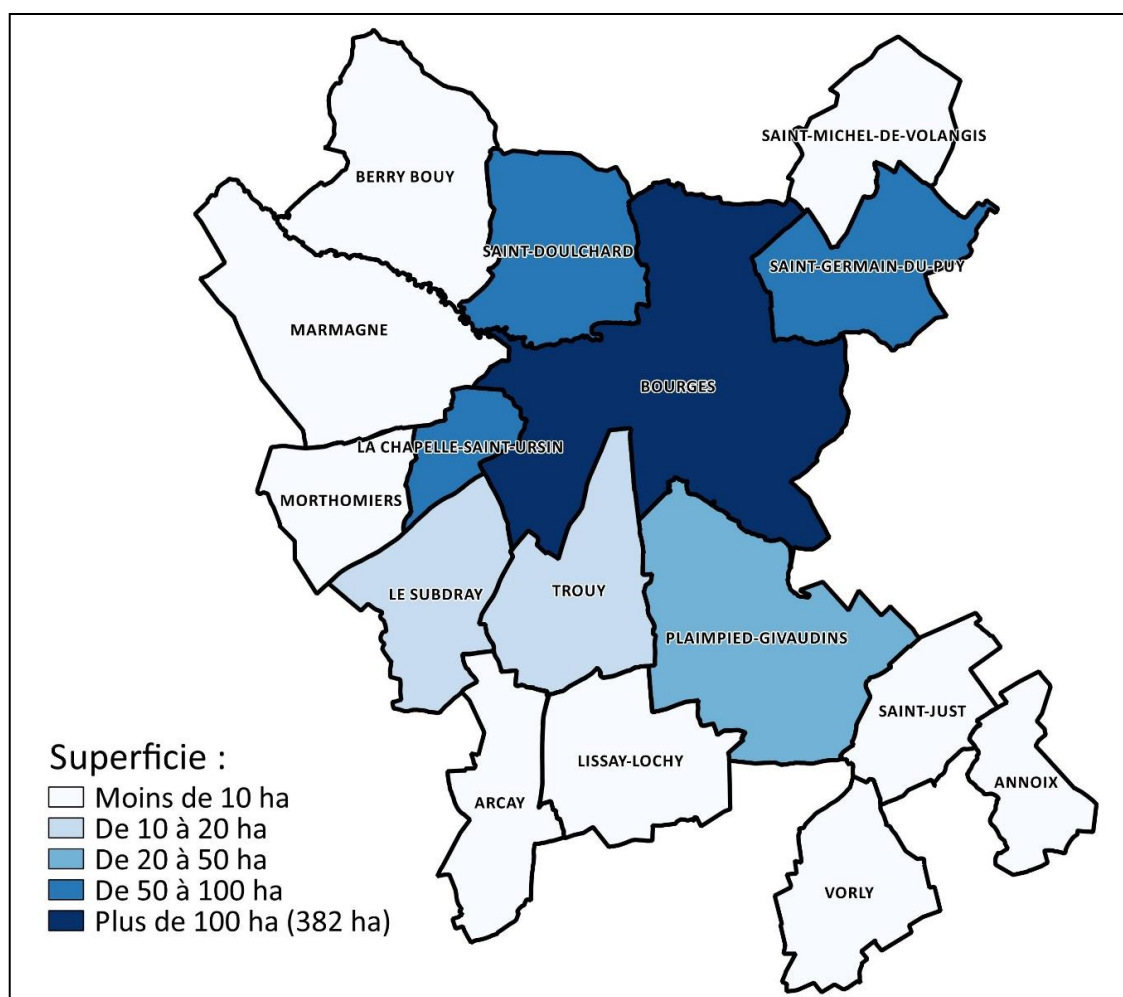 SAINT-MICHEL-DE-VOLANGIS
BERRY BOUY
SAINT-DOULCHARD
SAINT-GERMAIN-DU-PUY
MARMAGNE
BOURGES
LA CHAPELLE-SAINT-URSIN
MORTHOMIERS
LE SUBDRAY
TROUY
PLAIMPIED-GIVAUDINS
SAINT-JUST
LISSAY-LOCHY
ANNOIX
ARCAY
VORLY
Superficie :
Moins de 10 ha
De 10 à 20 ha
De 20 à 50 ha
De 50 à 100 ha
Plus de 100 ha (382 ha)